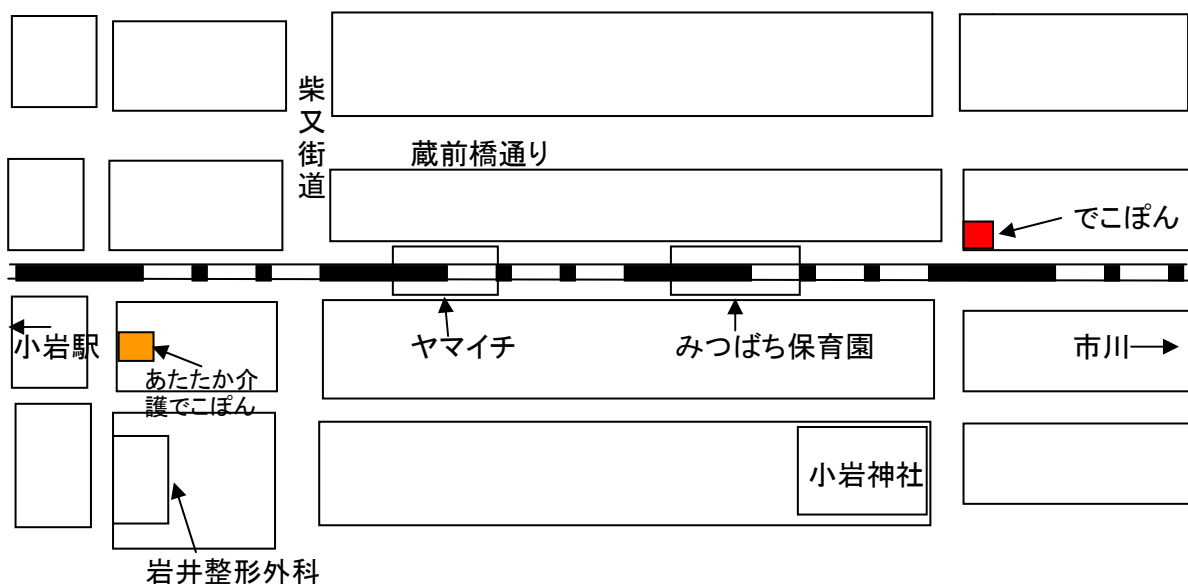 柴又街道
蔵前橋通り
でこぽん
小岩駅
あたたか介
護でこぽん
ヤマイチ
みつばち保育園
市川
小岩神社
岩井整形外科